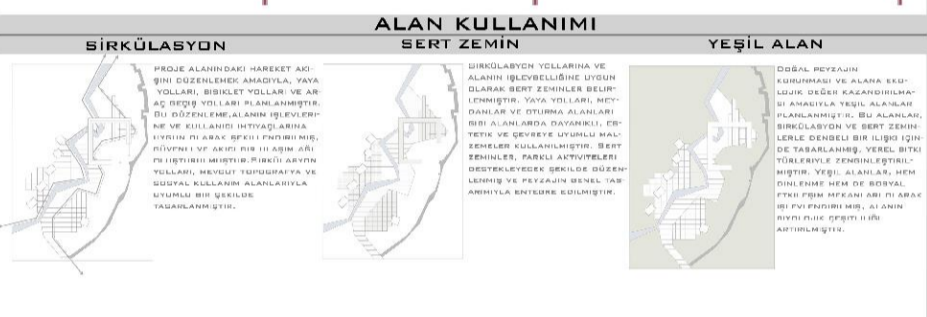 ALAN KULLANIMI
SİRKÜLASYON
PROJE ALANINDAKİ HAREKET AKI-
ŞINI DÜZENLEMEK AMACIYLA, YAYA
YOLLARI, BİSİKLET YOLLARI VE AR-
AÇ GEÇİŞ YOLLARI PLANLANMIŞTIR.
BU DÜZENLEME, ALANIN İŞLEVLERİ-
NE VE KULLANICI İHTİYAÇLARINA
UYGUN OLARAK ŞEKİLLENDİRİLMİŞ,
GÜVENLİ VE AKICI BİR ULAŞIM AĞI
OLUŞTURULMUŞTUR. SİRKÜLASYON
YOLLARI, MEVCUT TOPOGRAFYA VE
SOSYAL KULLANIM ALANLARIYLA
UYUMLU BİR ŞEKİLDE
TASARLANMIŞTIR.
SERT ZEMİN
SİRKÜLASYON YOLLARINA VE
ALANIN İŞLEVSELLİĞİNE UYGUN
OLARAK SERT ZEMİNLER BELİR-
LENMİŞTİR. YAYA YOLLARI, MEY-
DANLAR VE OTURMA ALANLARI
GİBİ ALANLARDA DAYANIKLI, ES-
TETİK VE ÇEVREYE UYUMLU MAL-
ZEMELER KULLANILMIŞTIR. SERT
ZEMİNLER, FARKLI AKTİVİTELERİ
DESTEKLEYECEK ŞEKİLDE DÜZEN-
LENMİŞ VE PEYZAJIN GENEL TAS-
ARIMIYLA ENTEGRE EDİLMİŞTİR.
YEŞİL ALAN
DOĞAL PEYZAJIN
KORUNMASI VE ALANA EKO-
LOJİK DEĞER KAZANDIRILMA-
SI AMACIYLA YEŞİL ALANLAR
PLANLANMIŞTIR. BU ALANLAR,
SİRKÜLASYON VE SERT ZEMİN-
LERLE DENGELİ BİR İLİŞKİ İÇİN-
DE TASARLANMIŞ, YEREL BİTKİ
TÜRLERİYLE ZENGİNLEŞTİRİL-
MİŞTİR. YEŞİL ALANLAR, HEM
DİNLENME HEM DE SOSYAL
ETKİLEŞİM MEKANLARI OLARAK
İŞLEVLENDİRİLMİŞ, ALANIN
BİYOLOJİK ÇEŞİTLİLİĞİ
ARTIRILMIŞTIR.